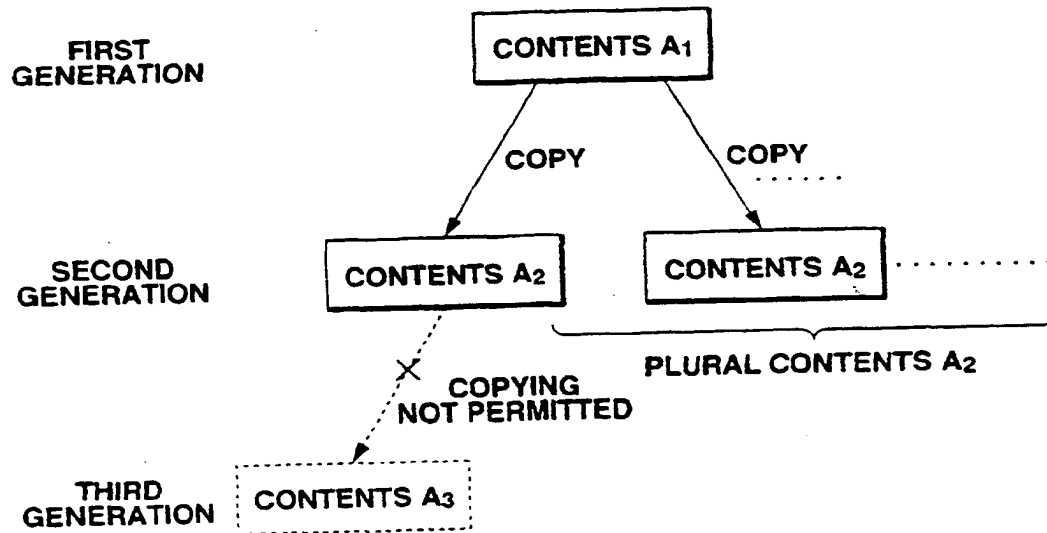 FIRST
GENERATION
CONTENTS A1
COPY
COPY
SECOND
GENERATION
CONTENTS A2
CONTENTS A2
PLURAL CONTENTS A2
COPYING
NOT PERMITTED
THIRD
GENERATION
CONTENTS A3